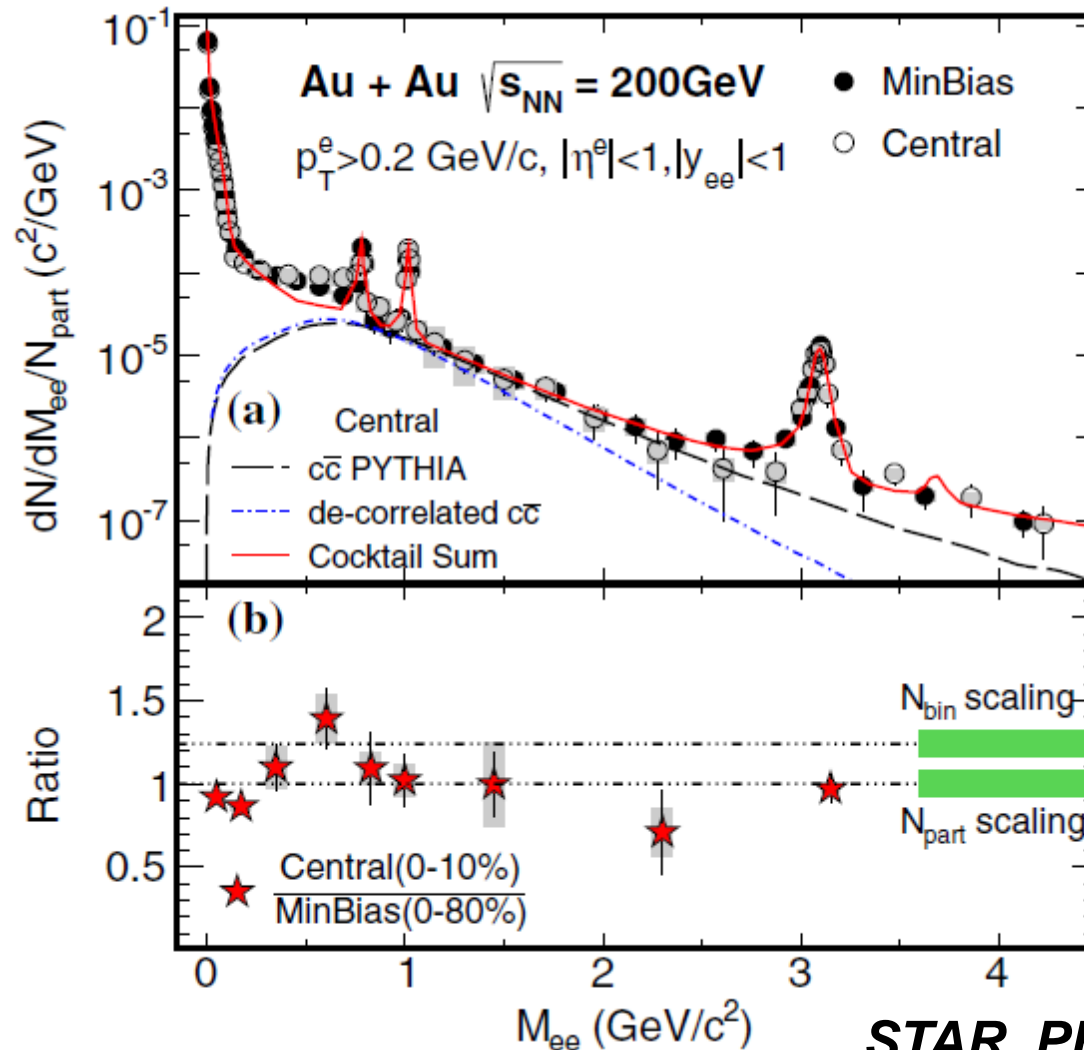 10⁻¹
Au + Au √s_NN = 200GeV
● MinBias
p_T^e>0.2 GeV/c, |η^e|<1,|y_ee|<1
○ Central
10⁻³
dN/dM_ee/N_part (c²/GeV)
10⁻⁵
(a)
Central
cc̅ PYTHIA
de-correlated cc̅
10⁻⁷
Cocktail Sum
(b)
2
1.5
N_bin scaling
Ratio
1
N_part scaling
0.5
Central(0-10%)
MinBias(0-80%)
0 1 2 3 4
M_ee (GeV/c²)
STAR